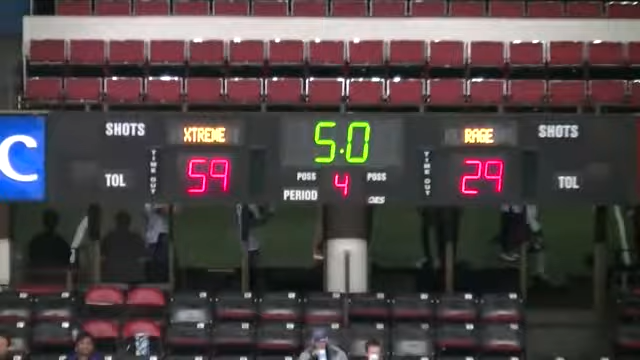 C
SHOTS XTREME 5.0 RAGE SHOTS
TOL TIME OUT 59 POSS 4 POSS TIME OUT 29 TOL
PERIOD